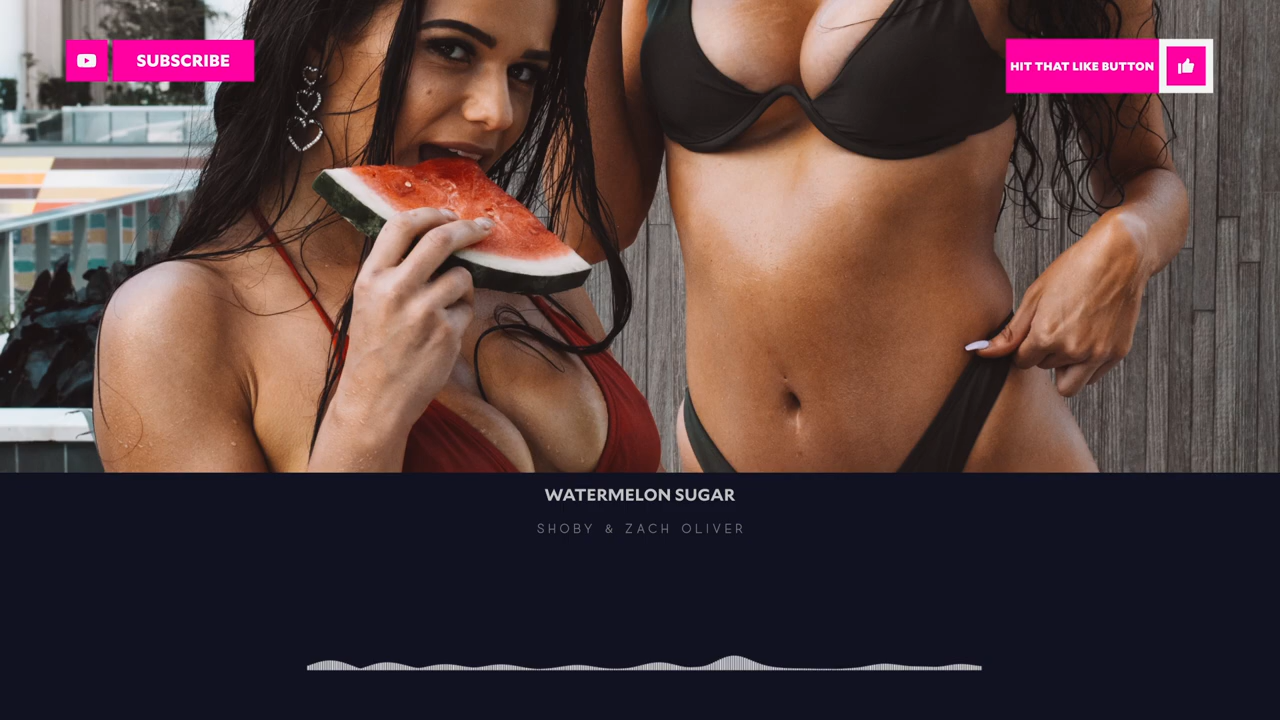 SUBSCRIBE
HIT THAT LIKE BUTTON
WATERMELON SUGAR
SHOBY & ZACH OLIVER